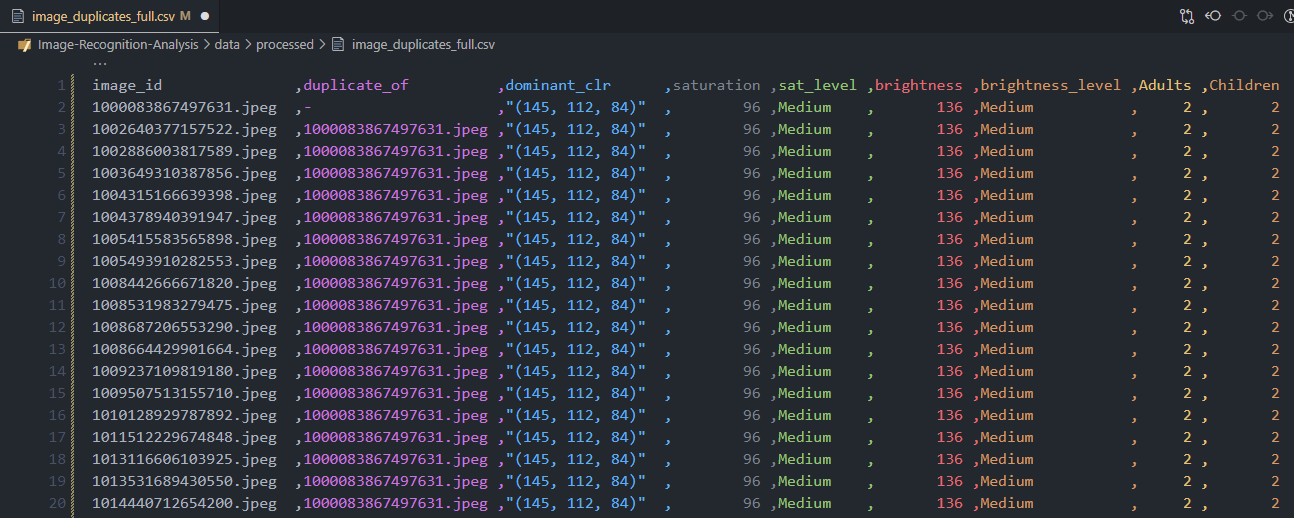 image_duplicates_full.csv M
Image-Recognition-Analysis > data > processed > image_duplicates_full.csv
...
1 image_id ,duplicate_of ,dominant_clr ,saturation ,sat_level ,brightness ,brightness_level ,Adults ,Children
2 1000083867497631.jpeg ,- ,"(145, 112, 84)" , 96 ,Medium , 136 ,Medium , 2 , 2
3 1002640377157522.jpeg ,1000083867497631.jpeg ,"(145, 112, 84)" , 96 ,Medium , 136 ,Medium , 2 , 2
4 1002886003817589.jpeg ,1000083867497631.jpeg ,"(145, 112, 84)" , 96 ,Medium , 136 ,Medium , 2 , 2
5 1003649310387856.jpeg ,1000083867497631.jpeg ,"(145, 112, 84)" , 96 ,Medium , 136 ,Medium , 2 , 2
6 1004315166639398.jpeg ,1000083867497631.jpeg ,"(145, 112, 84)" , 96 ,Medium , 136 ,Medium , 2 , 2
7 1004378940391947.jpeg ,1000083867497631.jpeg ,"(145, 112, 84)" , 96 ,Medium , 136 ,Medium , 2 , 2
8 1005415583565898.jpeg ,1000083867497631.jpeg ,"(145, 112, 84)" , 96 ,Medium , 136 ,Medium , 2 , 2
9 1005493910282553.jpeg ,1000083867497631.jpeg ,"(145, 112, 84)" , 96 ,Medium , 136 ,Medium , 2 , 2
10 1008442666671820.jpeg ,1000083867497631.jpeg ,"(145, 112, 84)" , 96 ,Medium , 136 ,Medium , 2 , 2
11 1008531983279475.jpeg ,1000083867497631.jpeg ,"(145, 112, 84)" , 96 ,Medium , 136 ,Medium , 2 , 2
12 1008687206553290.jpeg ,1000083867497631.jpeg ,"(145, 112, 84)" , 96 ,Medium , 136 ,Medium , 2 , 2
13 1008664429901664.jpeg ,1000083867497631.jpeg ,"(145, 112, 84)" , 96 ,Medium , 136 ,Medium , 2 , 2
14 1009237109819180.jpeg ,1000083867497631.jpeg ,"(145, 112, 84)" , 96 ,Medium , 136 ,Medium , 2 , 2
15 1009507513155710.jpeg ,1000083867497631.jpeg ,"(145, 112, 84)" , 96 ,Medium , 136 ,Medium , 2 , 2
16 1010128929787892.jpeg ,1000083867497631.jpeg ,"(145, 112, 84)" , 96 ,Medium , 136 ,Medium , 2 , 2
17 1011512229674848.jpeg ,1000083867497631.jpeg ,"(145, 112, 84)" , 96 ,Medium , 136 ,Medium , 2 , 2
18 1013116606103925.jpeg ,1000083867497631.jpeg ,"(145, 112, 84)" , 96 ,Medium , 136 ,Medium , 2 , 2
19 1013531689430550.jpeg ,1000083867497631.jpeg ,"(145, 112, 84)" , 96 ,Medium , 136 ,Medium , 2 , 2
20 1014440712654200.jpeg ,1000083867497631.jpeg ,"(145, 112, 84)" , 96 ,Medium , 136 ,Medium , 2 , 2